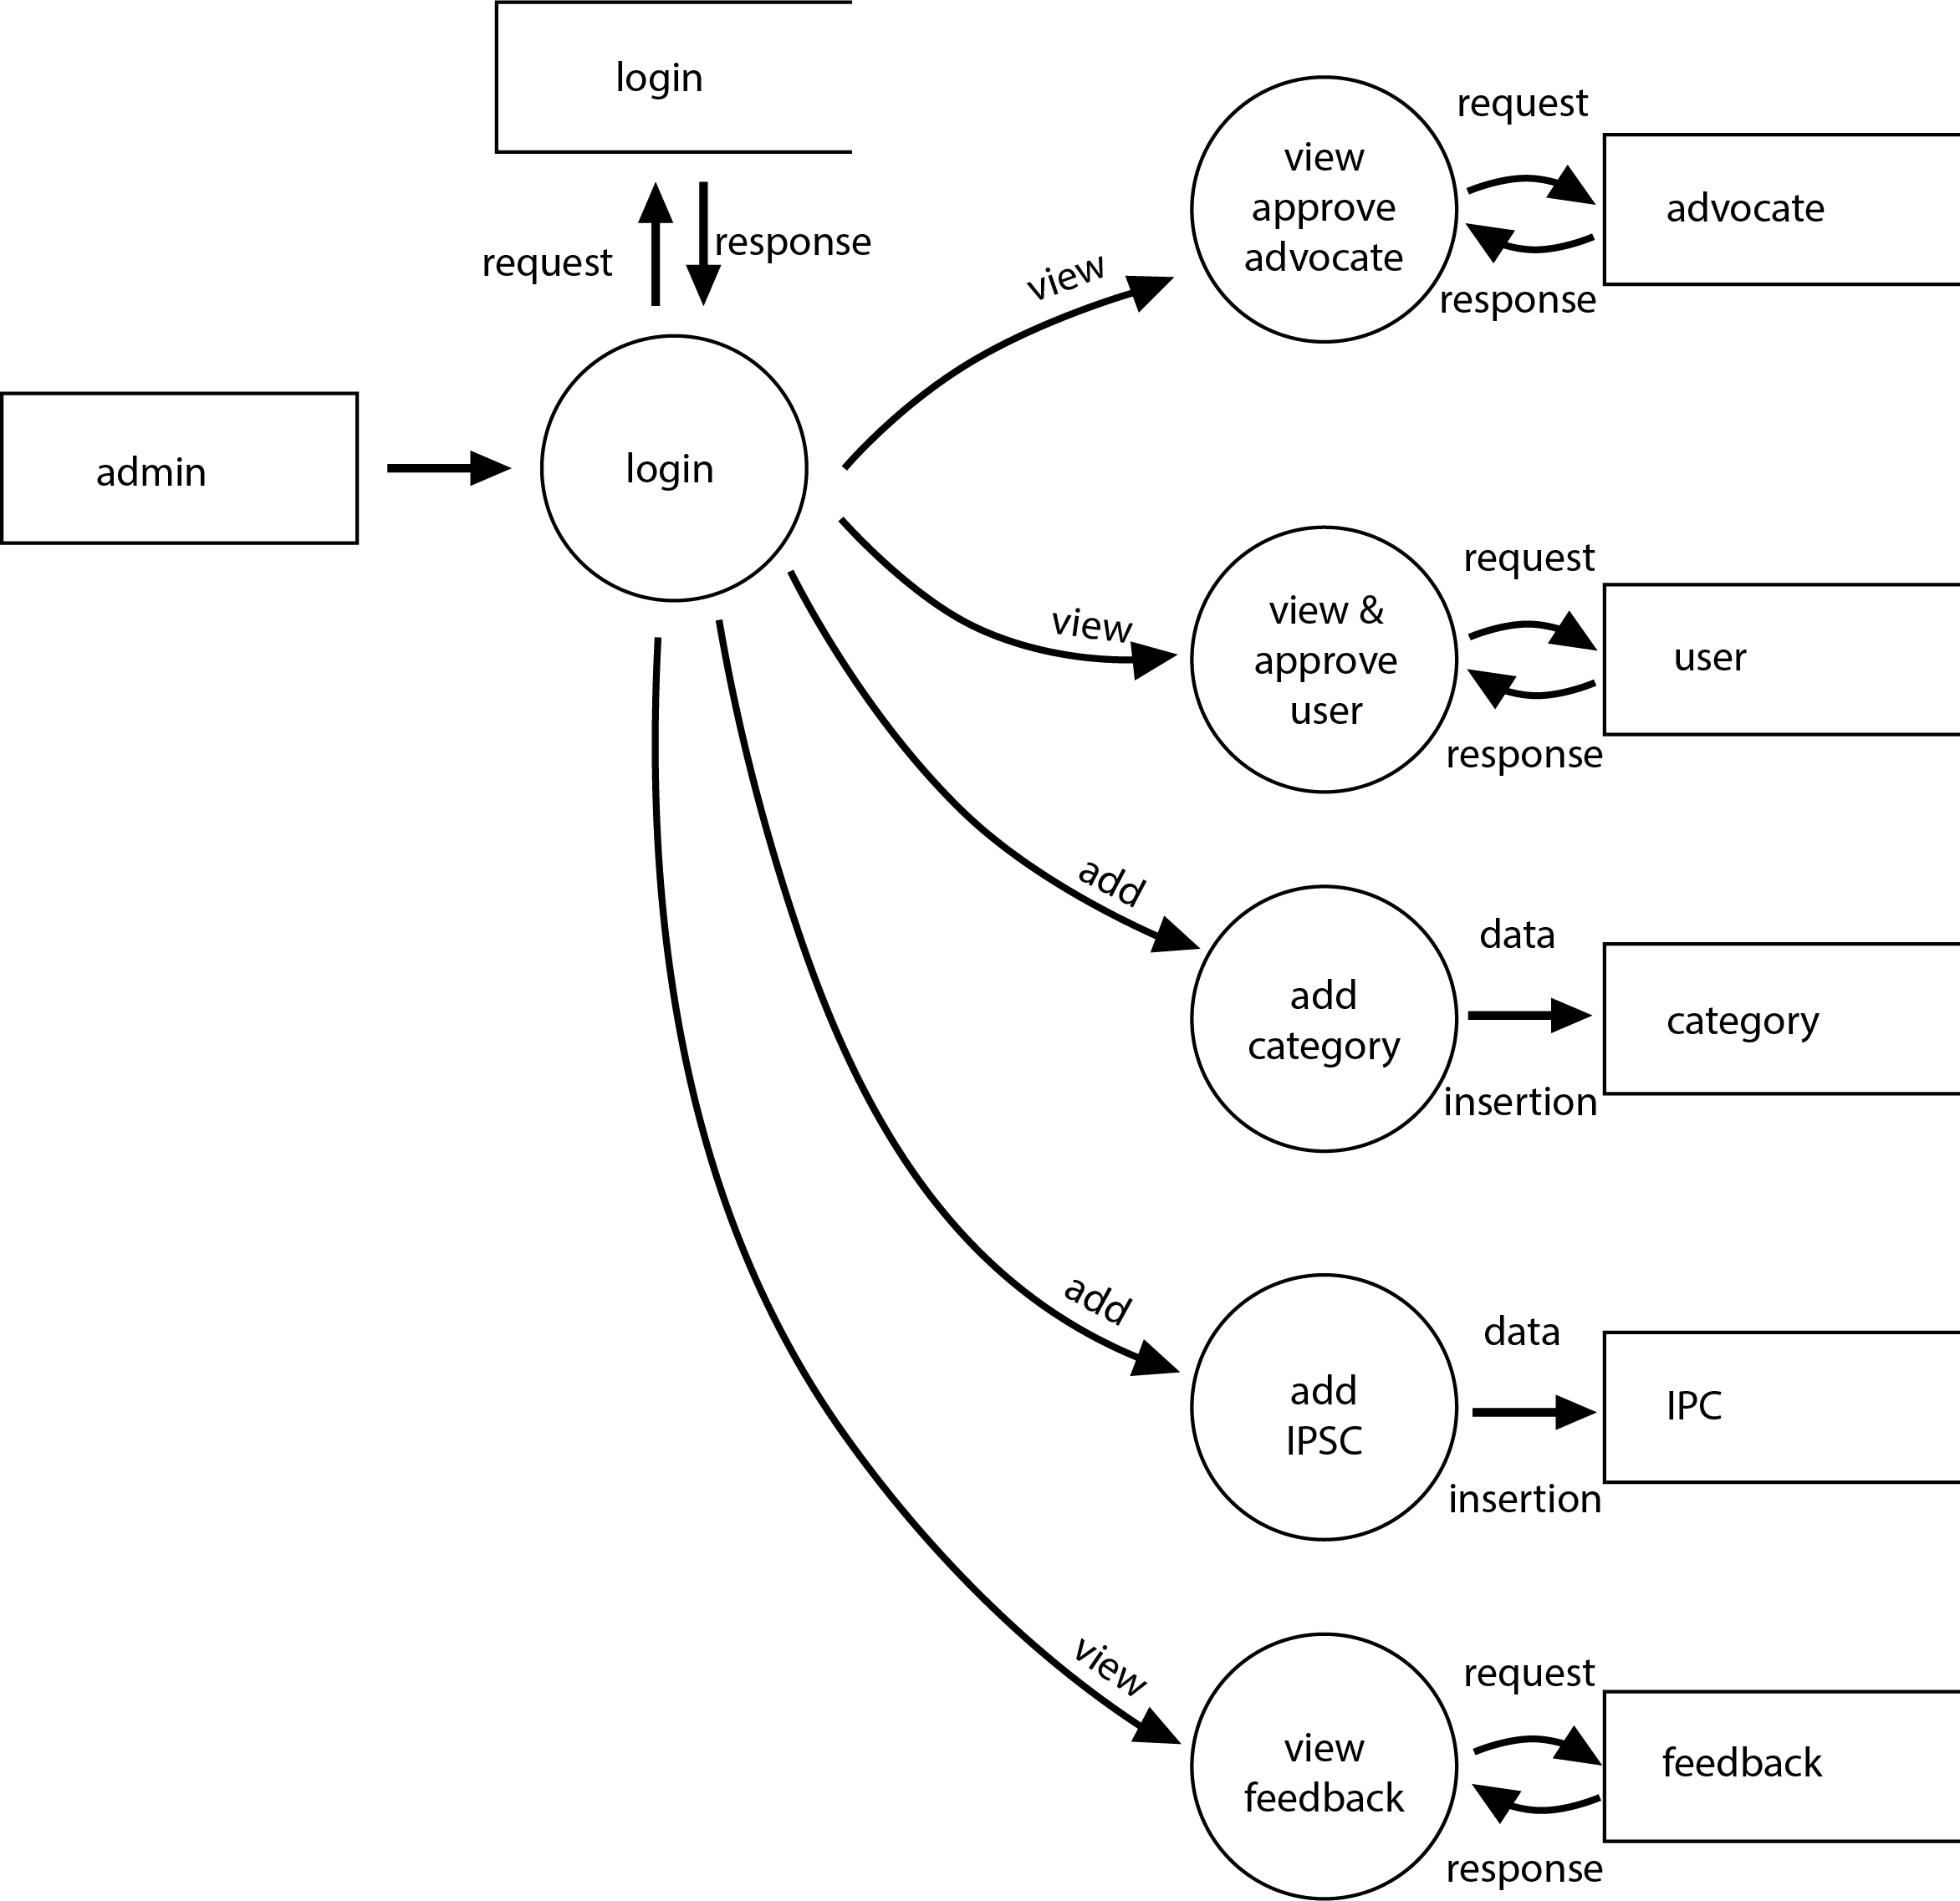 login
request
response
admin
login
view
view
approve
advocate
request
response
advocate
view
view &
approve
user
request
response
user
add
add
category
data
insertion
category
add
add
IPSC
data
insertion
IPC
view
view
feedback
request
response
feedback